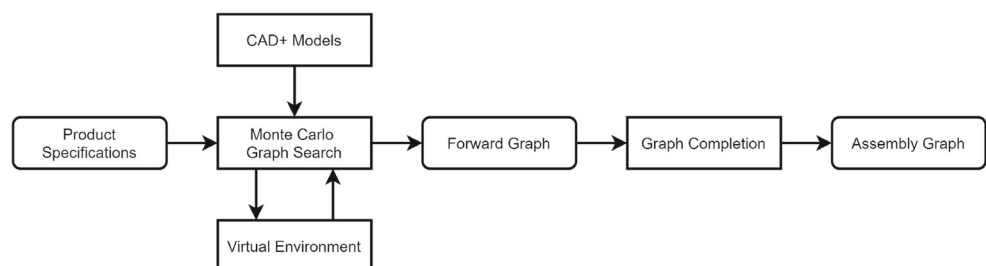 CAD+ Models
Product
Specifications
Monte Carlo
Graph Search
Forward Graph
Graph Completion
Assembly Graph
Virtual Environment